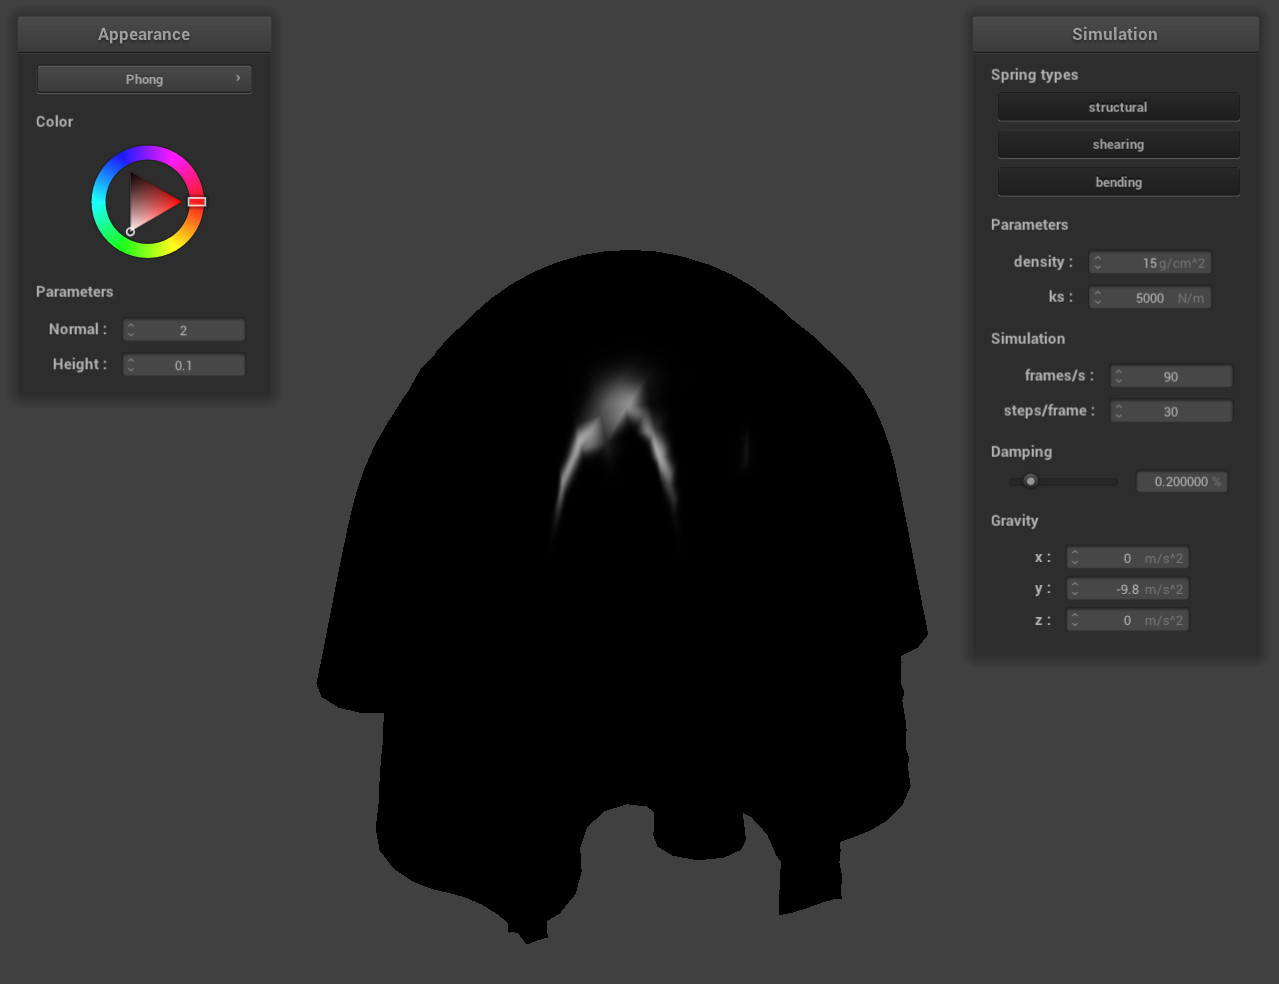 Appearance
Phong
Color
Parameters
Normal : 2
Height : 0.1
Simulation
Spring types
structural
shearing
bending
Parameters
density : 15 g/cm^2
ks : 5000 N/m
Simulation
frames/s : 90
steps/frame : 30
Damping
0.200000 %
Gravity
x : 0 m/s^2
y : -9.8 m/s^2
z : 0 m/s^2